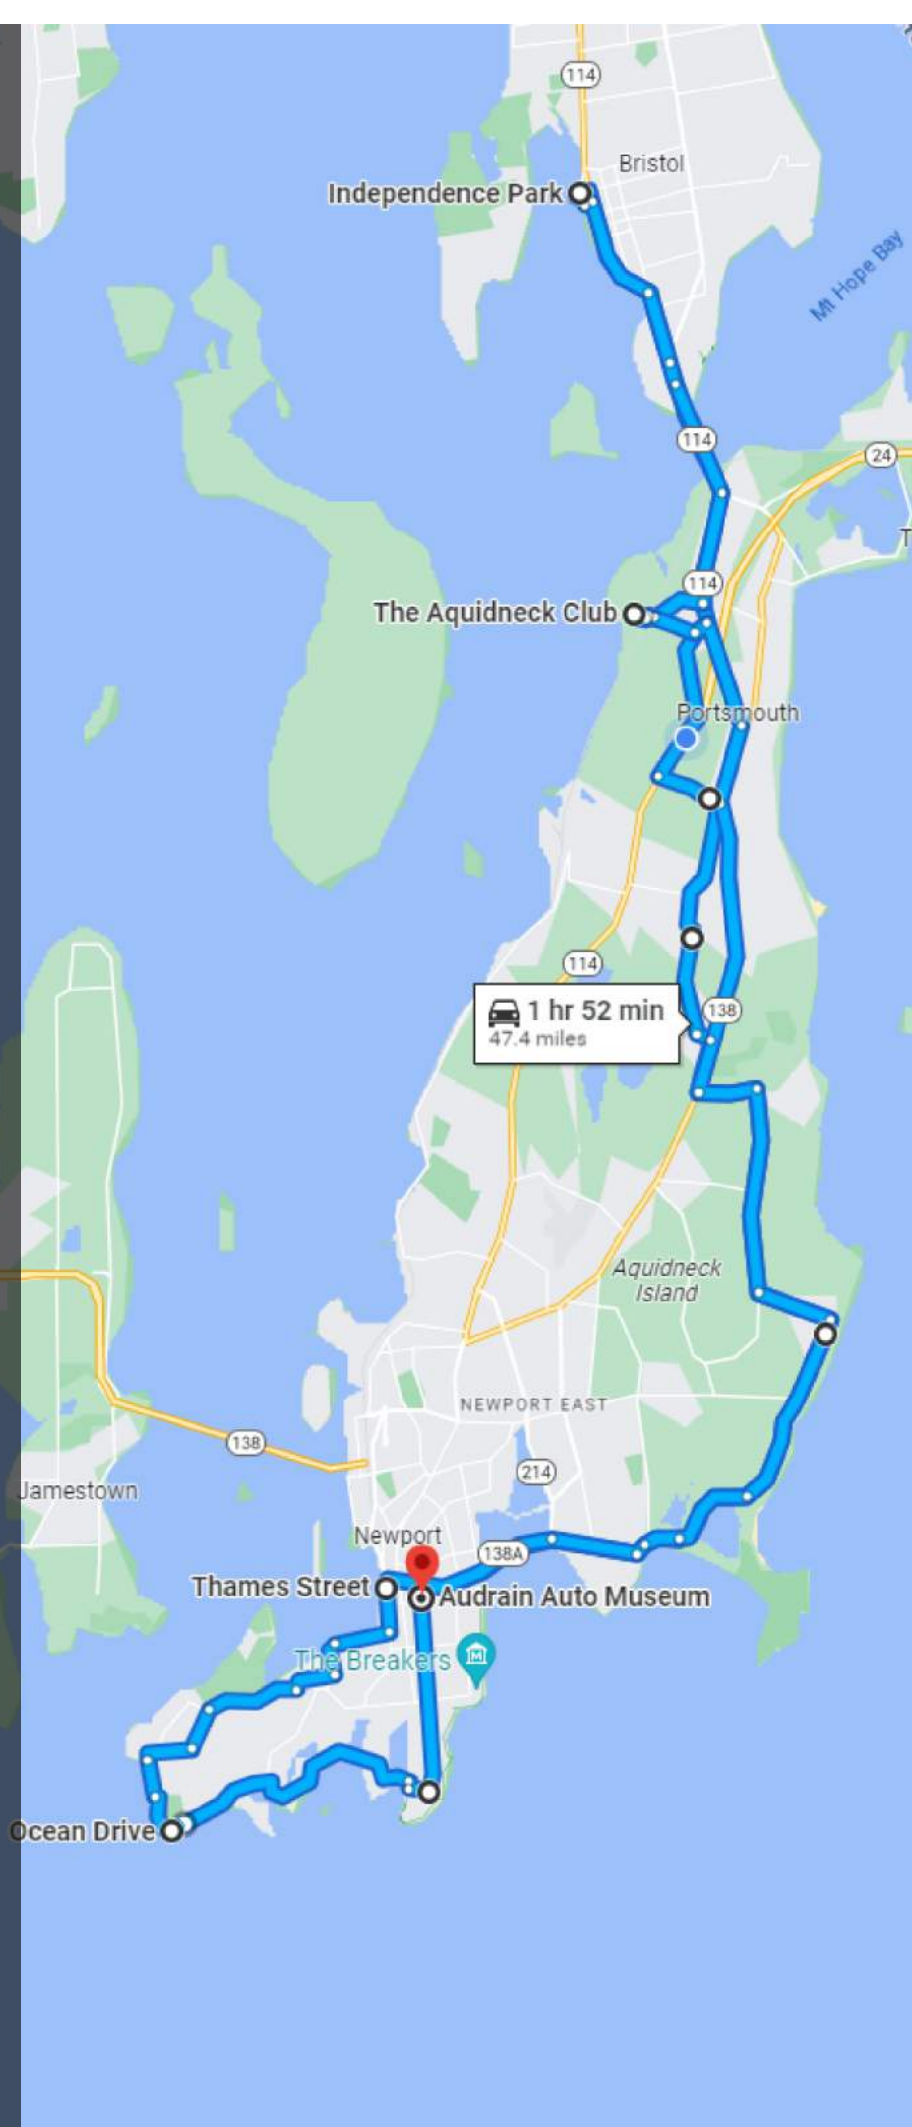 114
Bristol
Independence Park
Mt Hope Bay
114
24
114
The Aquidneck Club
Portsmouth
114
1 hr 52 min
138
47.4 miles
Aquidneck
Island
NEWPORT EAST
138
214
Jamestown
Newport
138A
Thames Street
Audrain Auto Museum
The Breakers
M
Ocean Drive